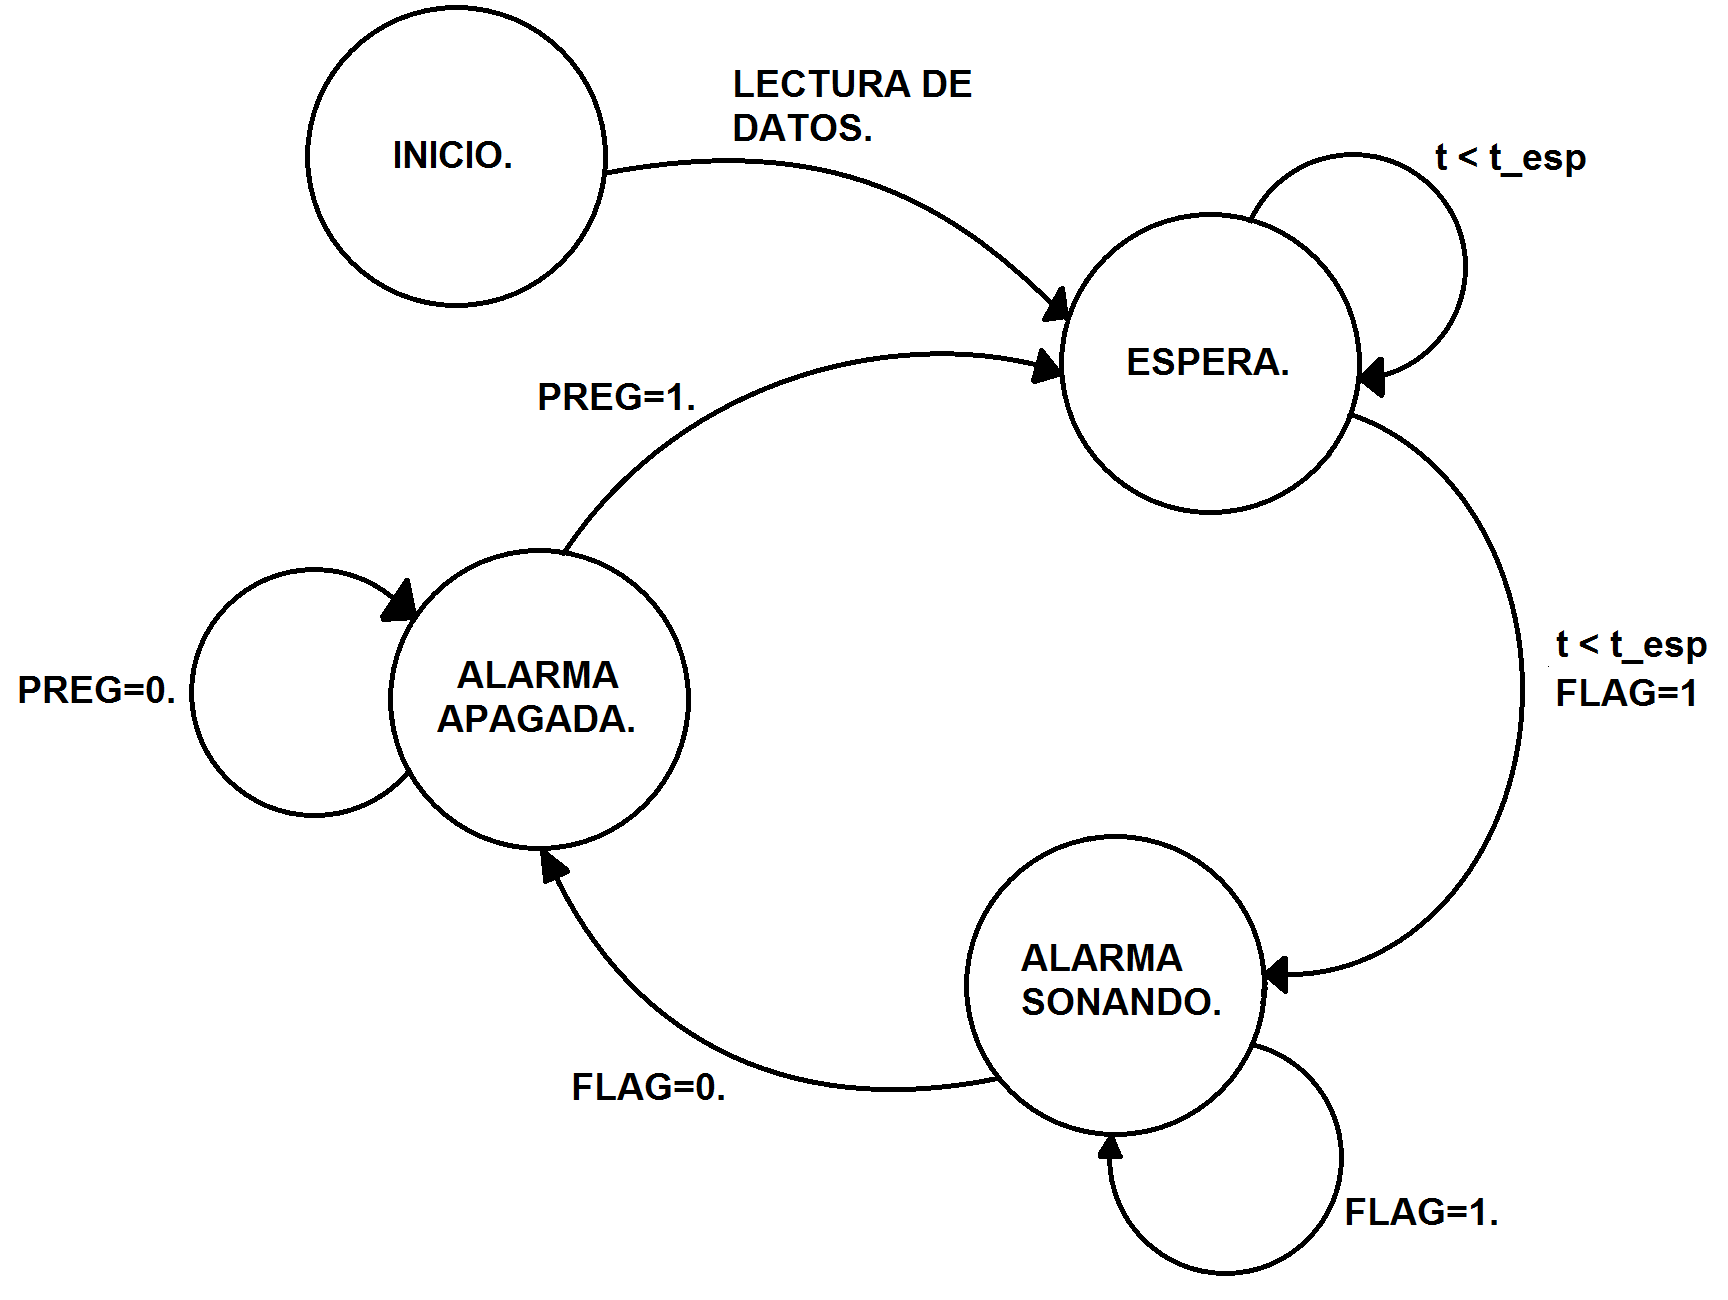 LECTURA DE
DATOS.
INICIO.
t < t_esp
ESPERA.
PREG=1.
t < t_esp
FLAG=1
ALARMA
APAGADA.
PREG=0.
ALARMA
SONANDO.
FLAG=0.
FLAG=1.